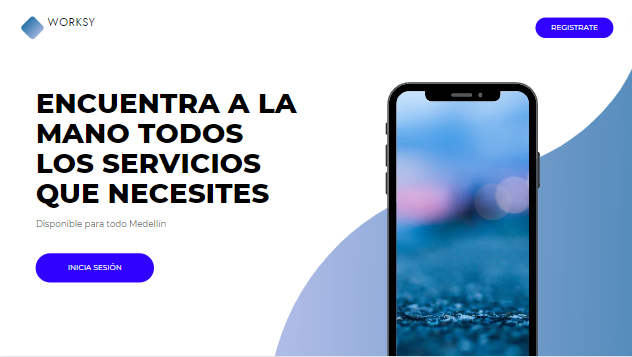 WORKSY
REGISTRATE
ENCUENTRA A LA
MANO TODOS
LOS SERVICIOS
QUE NECESITES
Disponible para todo Medellín
INICIA SESIÓN